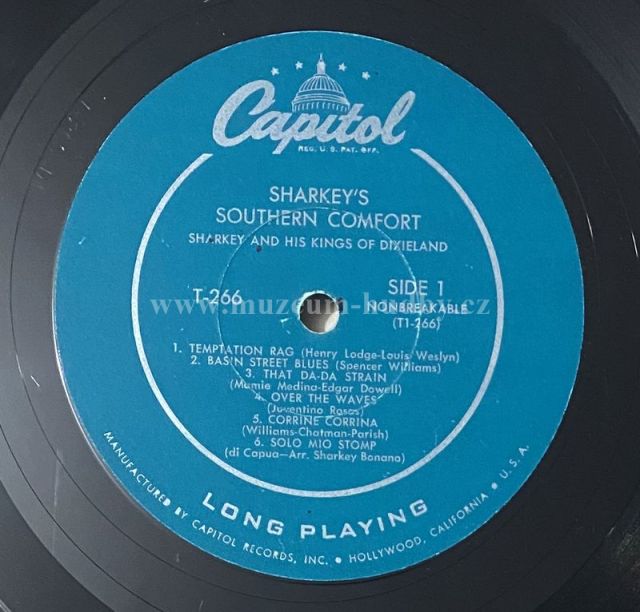 Capitol
REG. U.S. PAT. OFF.
SHARKEY'S
SOUTHERN COMFORT
SHARKEY AND HIS KINGS OF DIXIELAND
T-266
SIDE 1
NONBREAKABLE
(T1-266)
www.muzeum-hudby.cz
1. TEMPTATION RAG (Henry Lodge-Louis Weslyn)
2. BASIN STREET BLUES (Spencer Williams)
3. THAT DA-DA STRAIN
(Mamie Medina-Edgar Dowell)
4. OVER THE WAVES
(Juventino Rosas)
5. CORRINE CORRINA
(Williams-Chatman-Parish)
6. SOLO MIO STOMP
(di Capua—Arr. Sharkey Bonano)
LONG PLAYING
MANUFACTURED BY CAPITOL RECORDS, INC. • HOLLYWOOD, CALIFORNIA • U.S.A.